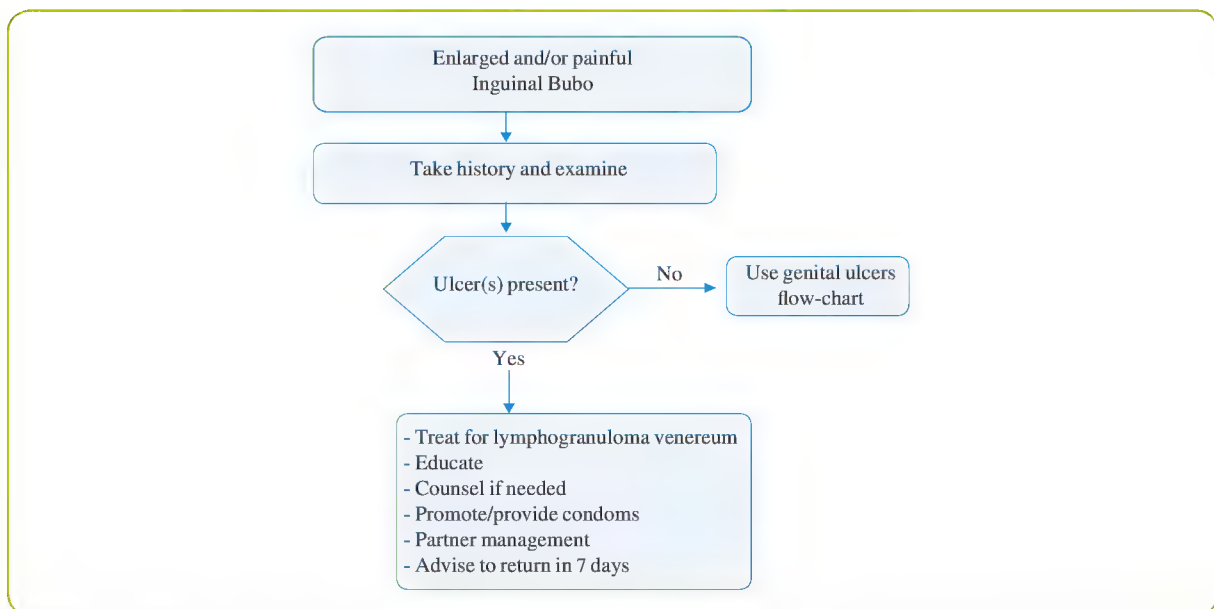 Enlarged and/or painful
Inguinal Bubo
Take history and examine
Ulcer(s) present?
No
Use genital ulcers
flow-chart
Yes
- Treat for lymphogranuloma venereum
- Educate
- Counsel if needed
- Promote/provide condoms
- Partner management
- Advise to return in 7 days